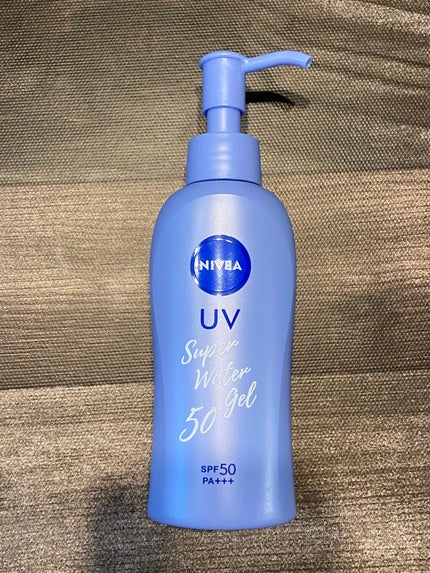 NIVEA
UV
Super
Water
Gel
50
SPF50
PA+++